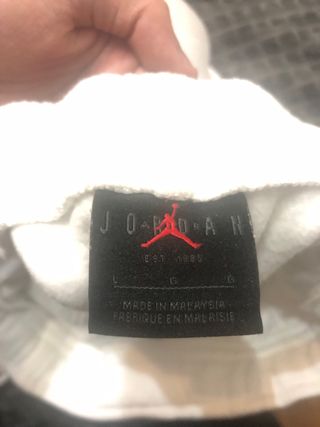 JORDAN
EST. 1985
L G G
MADE IN MALAYSIA
FABRIQUE EN MALAISIE